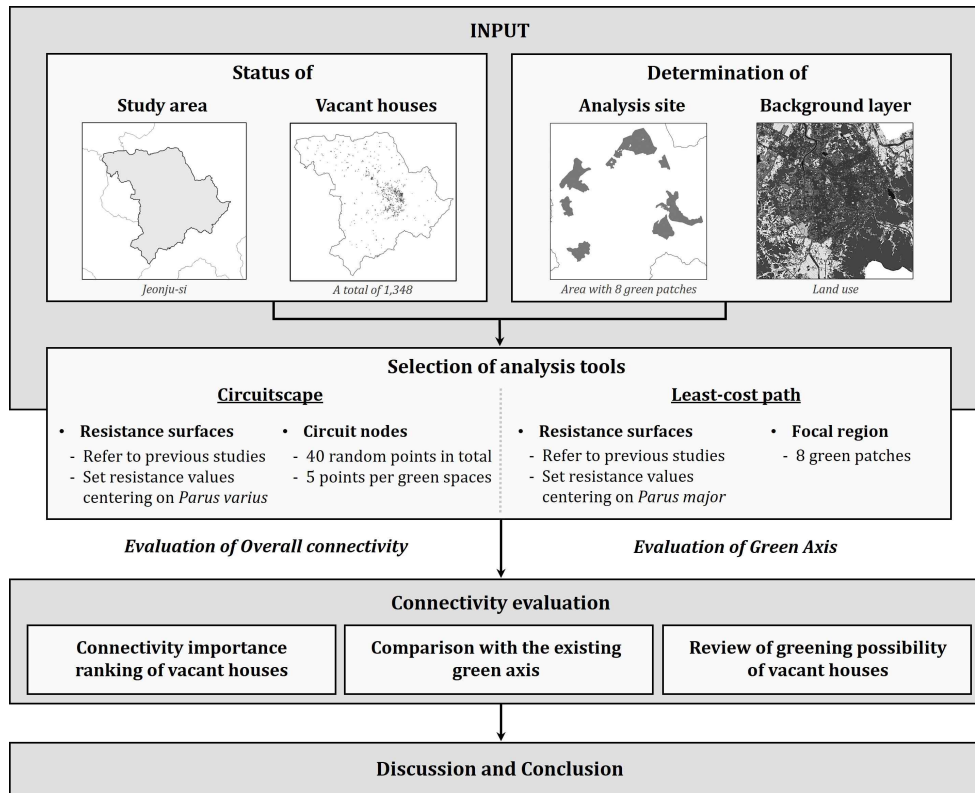 INPUT
Status of
Study area
Vacant houses
Jeonju-si
A total of 1,348
Determination of
Analysis site
Background layer
Area with 8 green patches
Land use
Selection of analysis tools
Circuitscape
• Resistance surfaces
- Refer to previous studies
- Set resistance values
centering on Parus varius
• Circuit nodes
- 40 random points in total
- 5 points per green spaces
Least-cost path
• Resistance surfaces
- Refer to previous studies
- Set resistance values
centering on Parus major
• Focal region
- 8 green patches
Evaluation of Overall connectivity
Evaluation of Green Axis
Connectivity evaluation
Connectivity importance
ranking of vacant houses
Comparison with the existing
green axis
Review of greening possibility
of vacant houses
Discussion and Conclusion